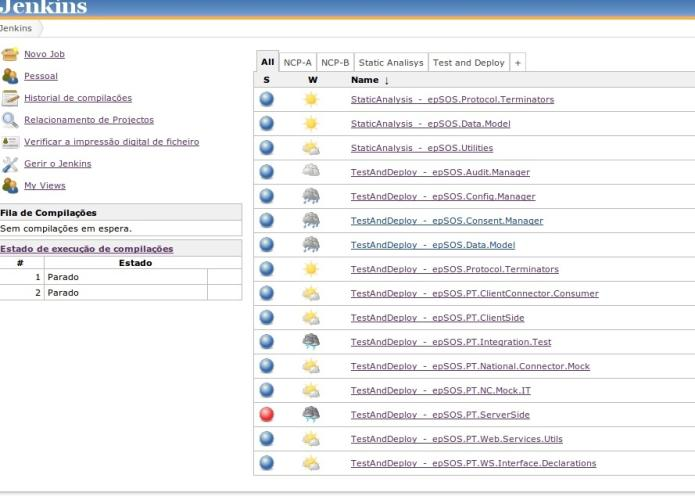 Jenkins
Jenkins
Novo Job
Pessoal
Historial de compilações
Relacionamento de Projectos
Verificar a impressão digital de ficheiro
Gerir o Jenkins
My Views
Fila de Compilações
Sem compilações em espera.
Estado de execução de compilações
# Estado
1 Parado
2 Parado
All NCP-A NCP-B Static Analisys Test and Deploy +
S W Name ↓
StaticAnalysis - epSOS.Protocol.Terminators
StaticAnalysis - epSOS.Data.Model
StaticAnalysis - epSOS.Utilities
TestAndDeploy - epSOS.Audit.Manager
TestAndDeploy - epSOS.Config.Manager
TestAndDeploy - epSOS.Consent.Manager
TestAndDeploy - epSOS.Data.Model
TestAndDeploy - epSOS.Protocol.Terminators
TestAndDeploy - epSOS.PT.ClientConnector.Consumer
TestAndDeploy - epSOS.PT.ClientSide
TestAndDeploy - epSOS.PT.Integration.Test
TestAndDeploy - epSOS.PT.National.Connector.Mock
TestAndDeploy - epSOS.PT.NC.Mock.IT
TestAndDeploy - epSOS.PT.ServerSide
TestAndDeploy - epSOS.PT.Web.Services.Utils
TestAndDeploy - epSOS.PT.WS.Interface.Declarations